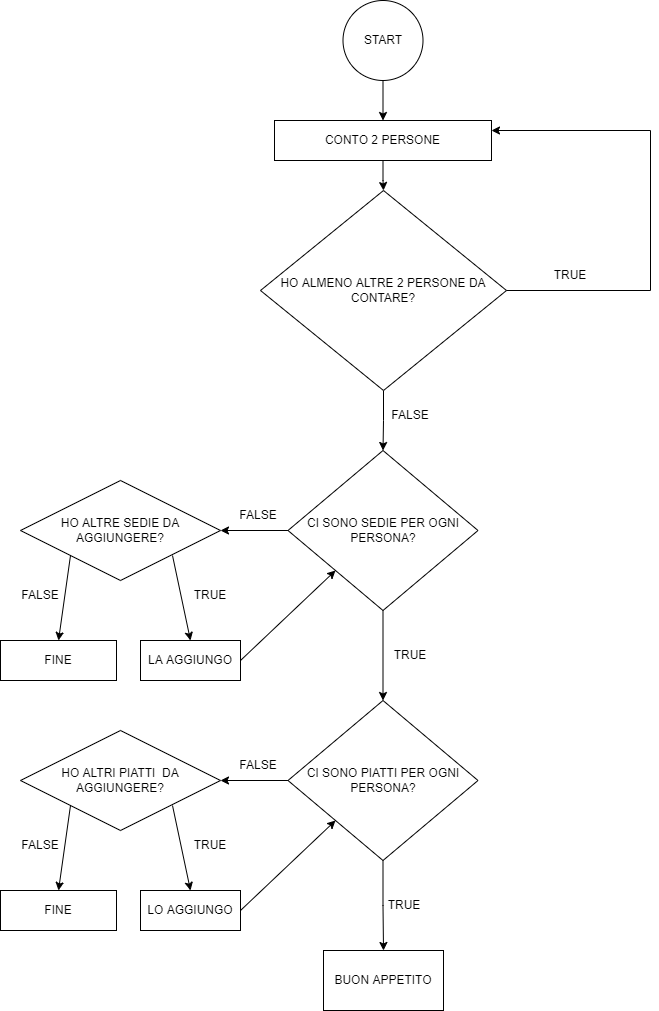 START
CONTO 2 PERSONE
HO ALMENO ALTRE 2 PERSONE DA
CONTARE?
TRUE
FALSE
CI SONO SEDIE PER OGNI
PERSONA?
FALSE
HO ALTRE SEDIE DA
AGGIUNGERE?
FALSE
TRUE
FINE
LA AGGIUNGO
TRUE
CI SONO PIATTI PER OGNI
PERSONA?
FALSE
HO ALTRI PIATTI DA
AGGIUNGERE?
FALSE
TRUE
FINE
LO AGGIUNGO
TRUE
BUON APPETITO